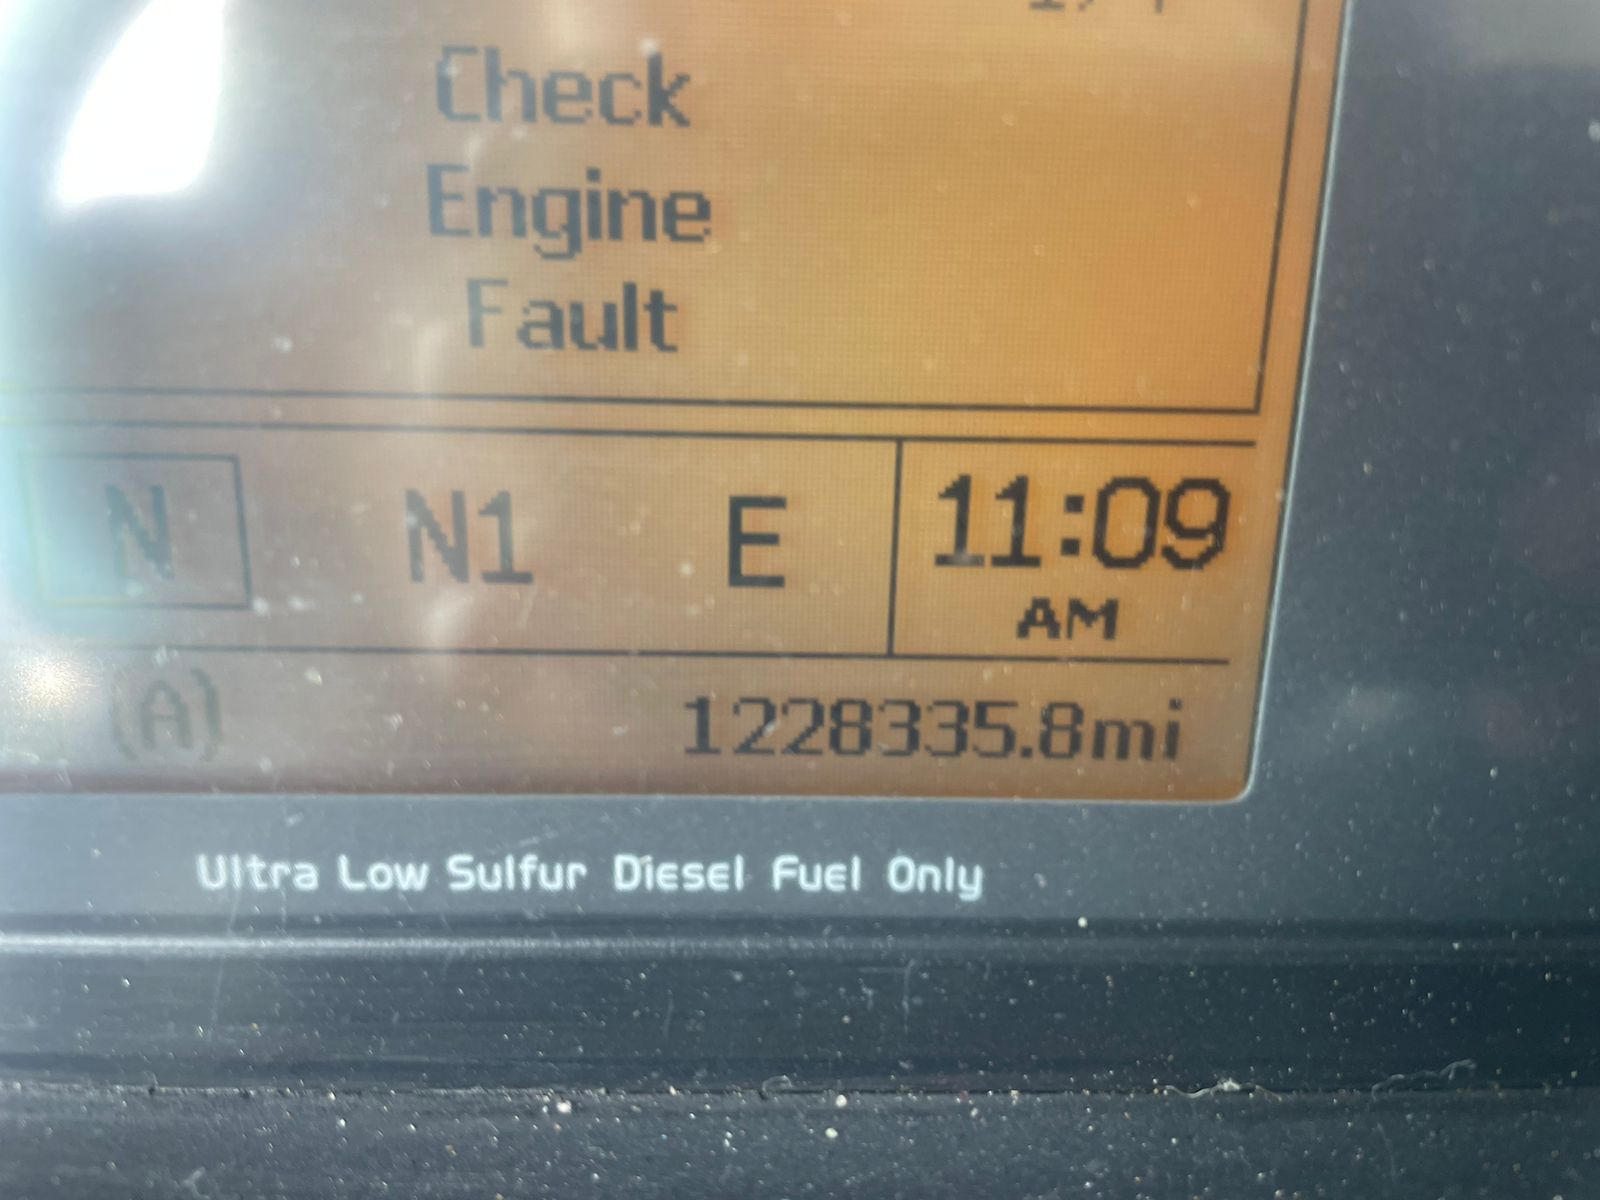 Check
Engine
Fault
N N1 E 11:09
AM
(A) 1228335.8mi
Ultra Low Sulfur Diesel Fuel Only